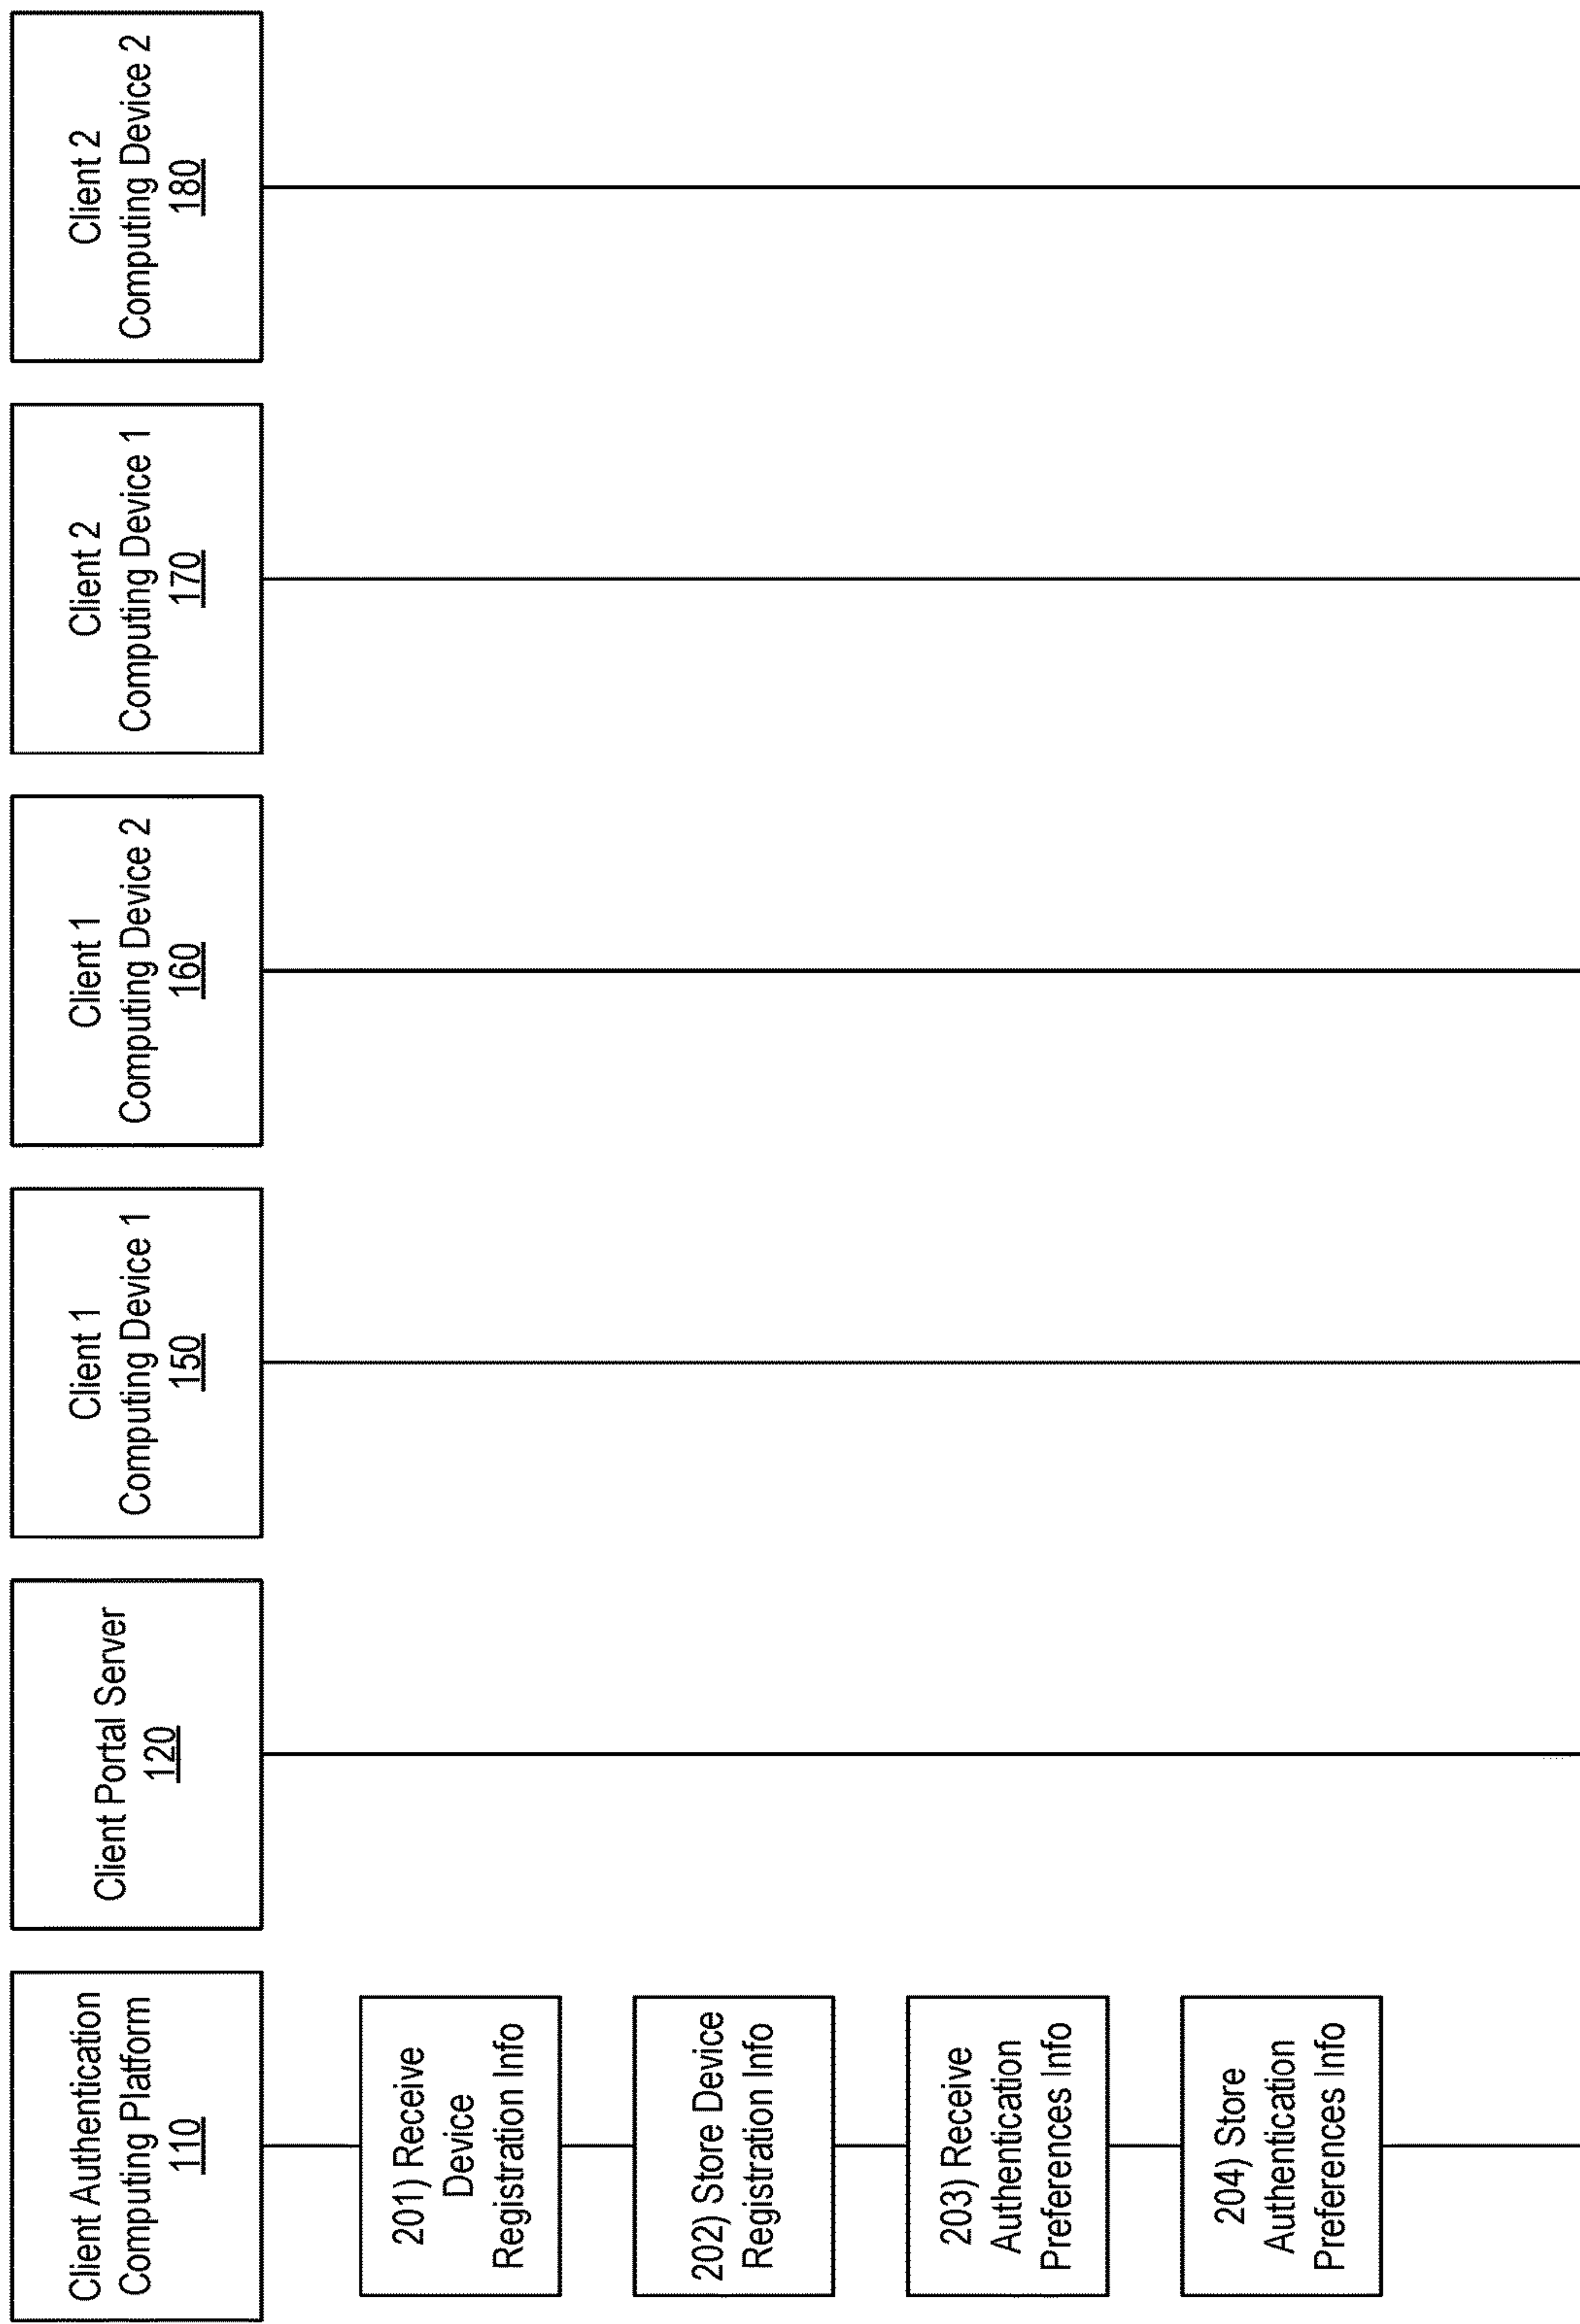 Client Authentication
Computing Platform
110
Client Portal Server
120
Client 1
Computing Device 1
150
Client 1
Computing Device 2
160
Client 2
Computing Device 1
170
Client 2
Computing Device 2
180
201) Receive
Device
Registration Info
202) Store Device
Registration Info
203) Receive
Authentication
Preferences Info
204) Store
Authentication
Preferences Info